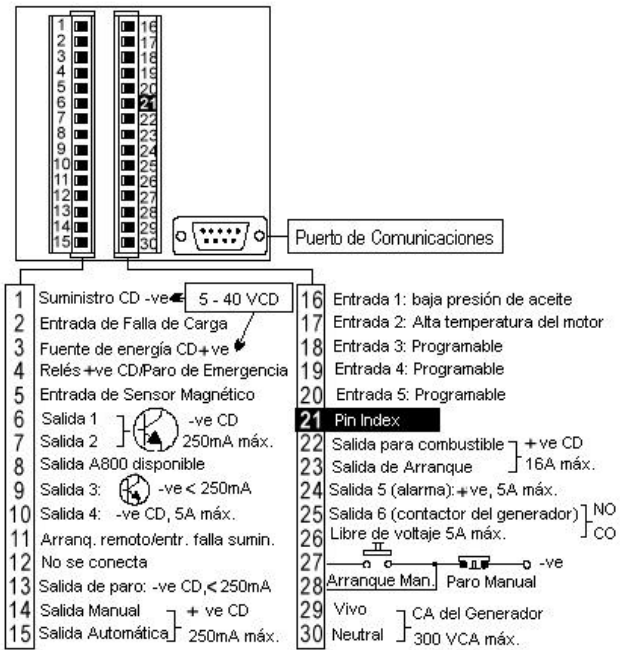 1 16
2 17
3 18
4 19
5 20
6 21
7 22
8 23
9 24
10 25
11 26
12 27
13 28
14 29
15 30
Puerto de Comunicaciones
1 Suministro CD -ve 5 - 40 VCD
2 Entrada de Falla de Carga
3 Fuente de energía CD+ve
4 Relés +ve CD/Paro de Emergencia
5 Entrada de Sensor Magnético
6 Salida 1 -ve CD
7 Salida 2 250mA máx.
8 Salida A800 disponible
9 Salida 3: -ve < 250mA
10 Salida 4: -ve CD, 5A máx.
11 Arranq. remoto/entr. falla sumin.
12 No se conecta
13 Salida de paro: -ve CD,< 250mA
14 Salida Manual + ve CD
15 Salida Automática 250mA máx.
16 Entrada 1: baja presión de aceite
17 Entrada 2: Alta temperatura del motor
18 Entrada 3: Programable
19 Entrada 4: Programable
20 Entrada 5: Programable
21 Pin Index
22 Salida para combustible +ve CD
23 Salida de Arranque 16A máx.
24 Salida 5 (alarma):+ve, 5A máx.
25 Salida 6 (contactor del generador) NO
26 Libre de voltaje 5A máx. CO
27 -ve
28 Arranque Man. Paro Manual
29 Vivo CA del Generador
30 Neutral 300 VCA máx.